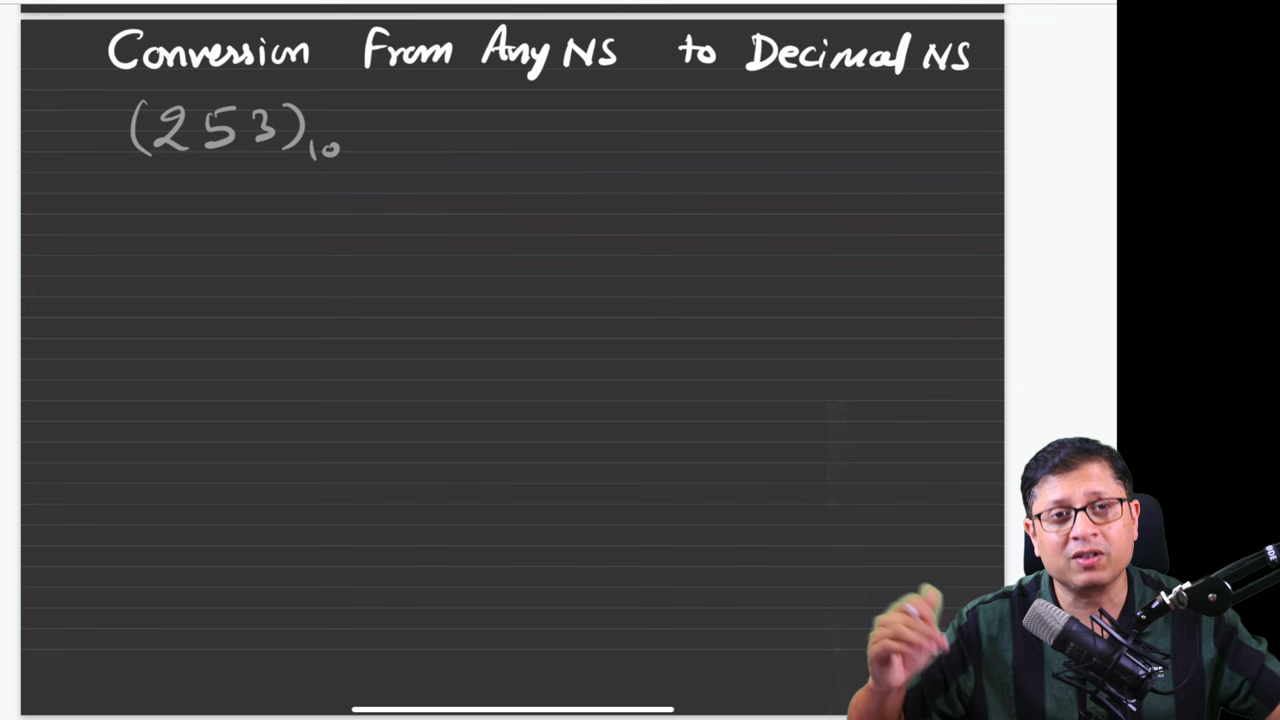 Conversion From Any NS to Decimal NS
(253)₁₀